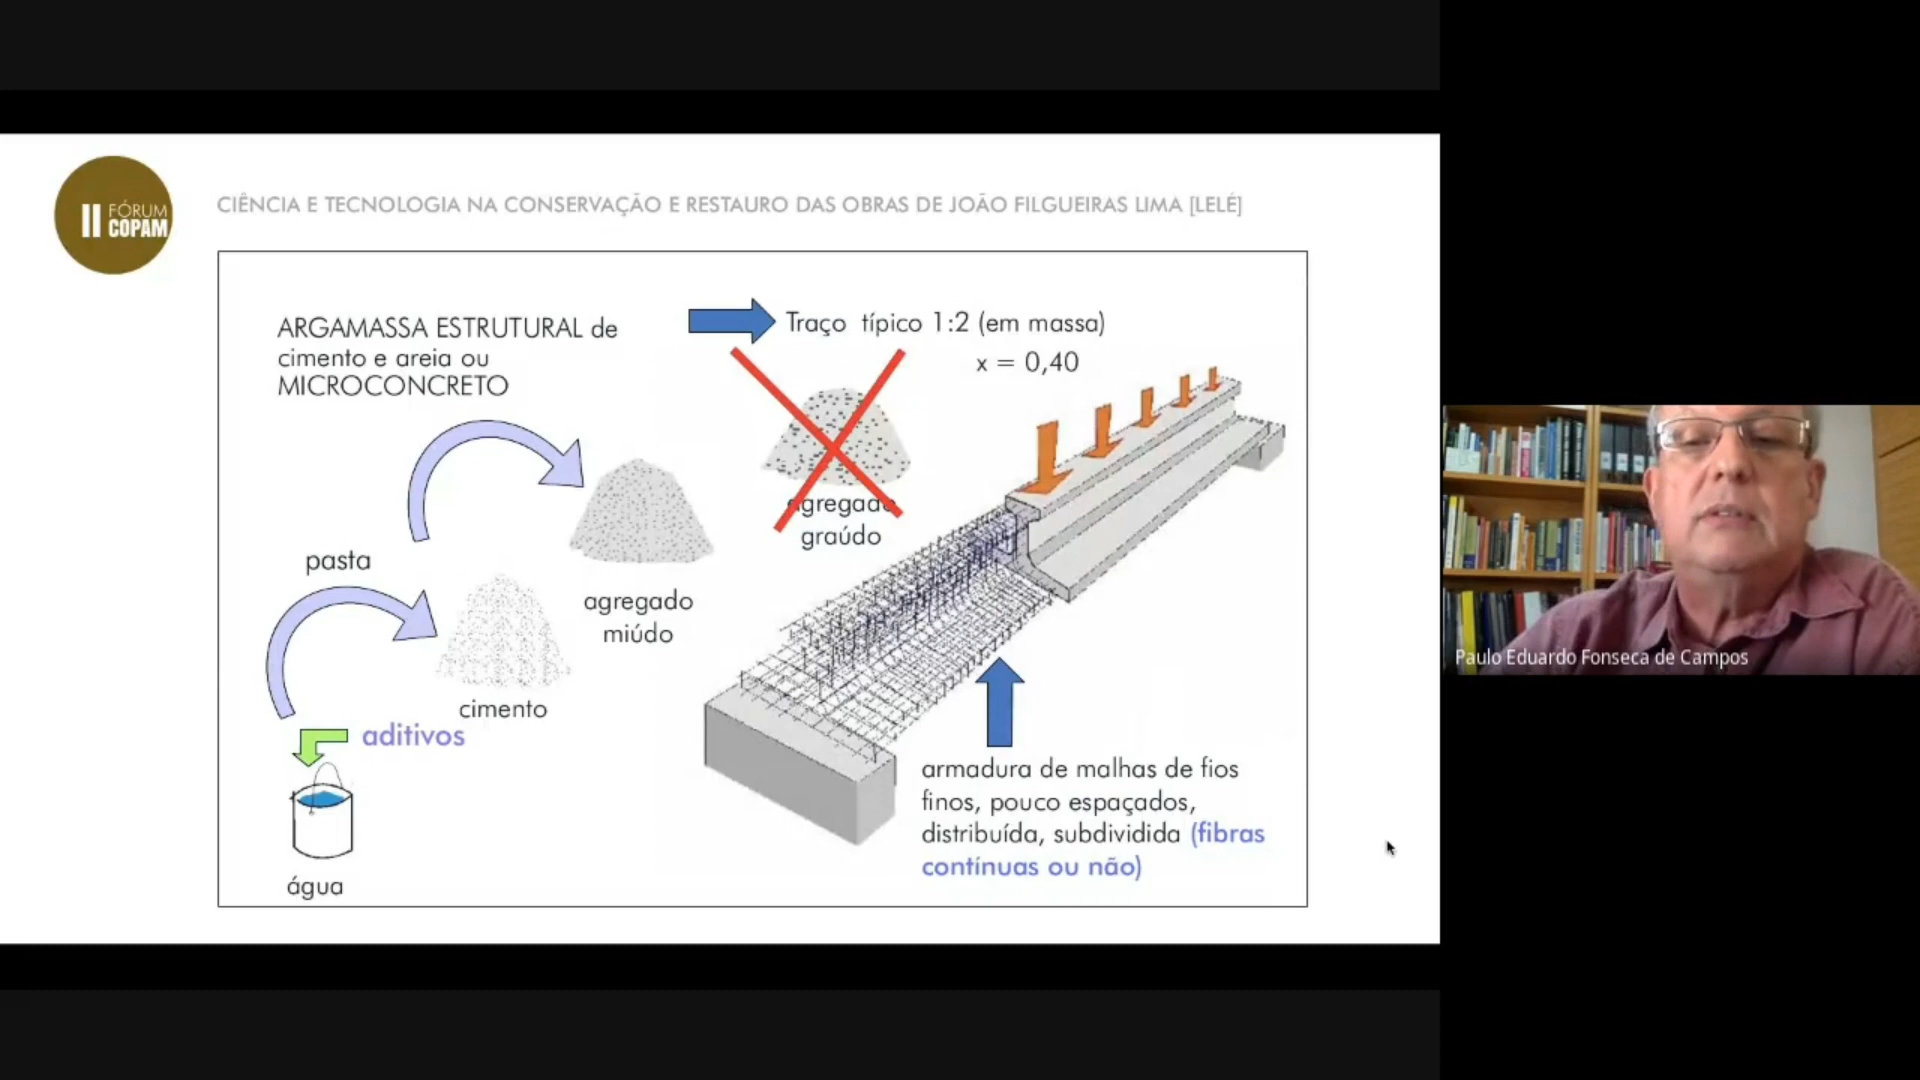 II FÓRUM
COPAM
CIÊNCIA E TECNOLOGIA NA CONSERVAÇÃO E RESTAURO DAS OBRAS DE JOÃO FILGUEIRAS LIMA [LELÉ]
ARGAMASSA ESTRUTURAL de
cimento e areia ou
MICROCONCRETO
Traço típico 1:2 (em massa)
x = 0,40
agregado
graúdo
pasta
agregado
miúdo
cimento
aditivos
água
armadura de malhas de fios
finos, pouco espaçados,
distribuída, subdividida (fibras
contínuas ou não)
Paulo Eduardo Fonseca de Campos